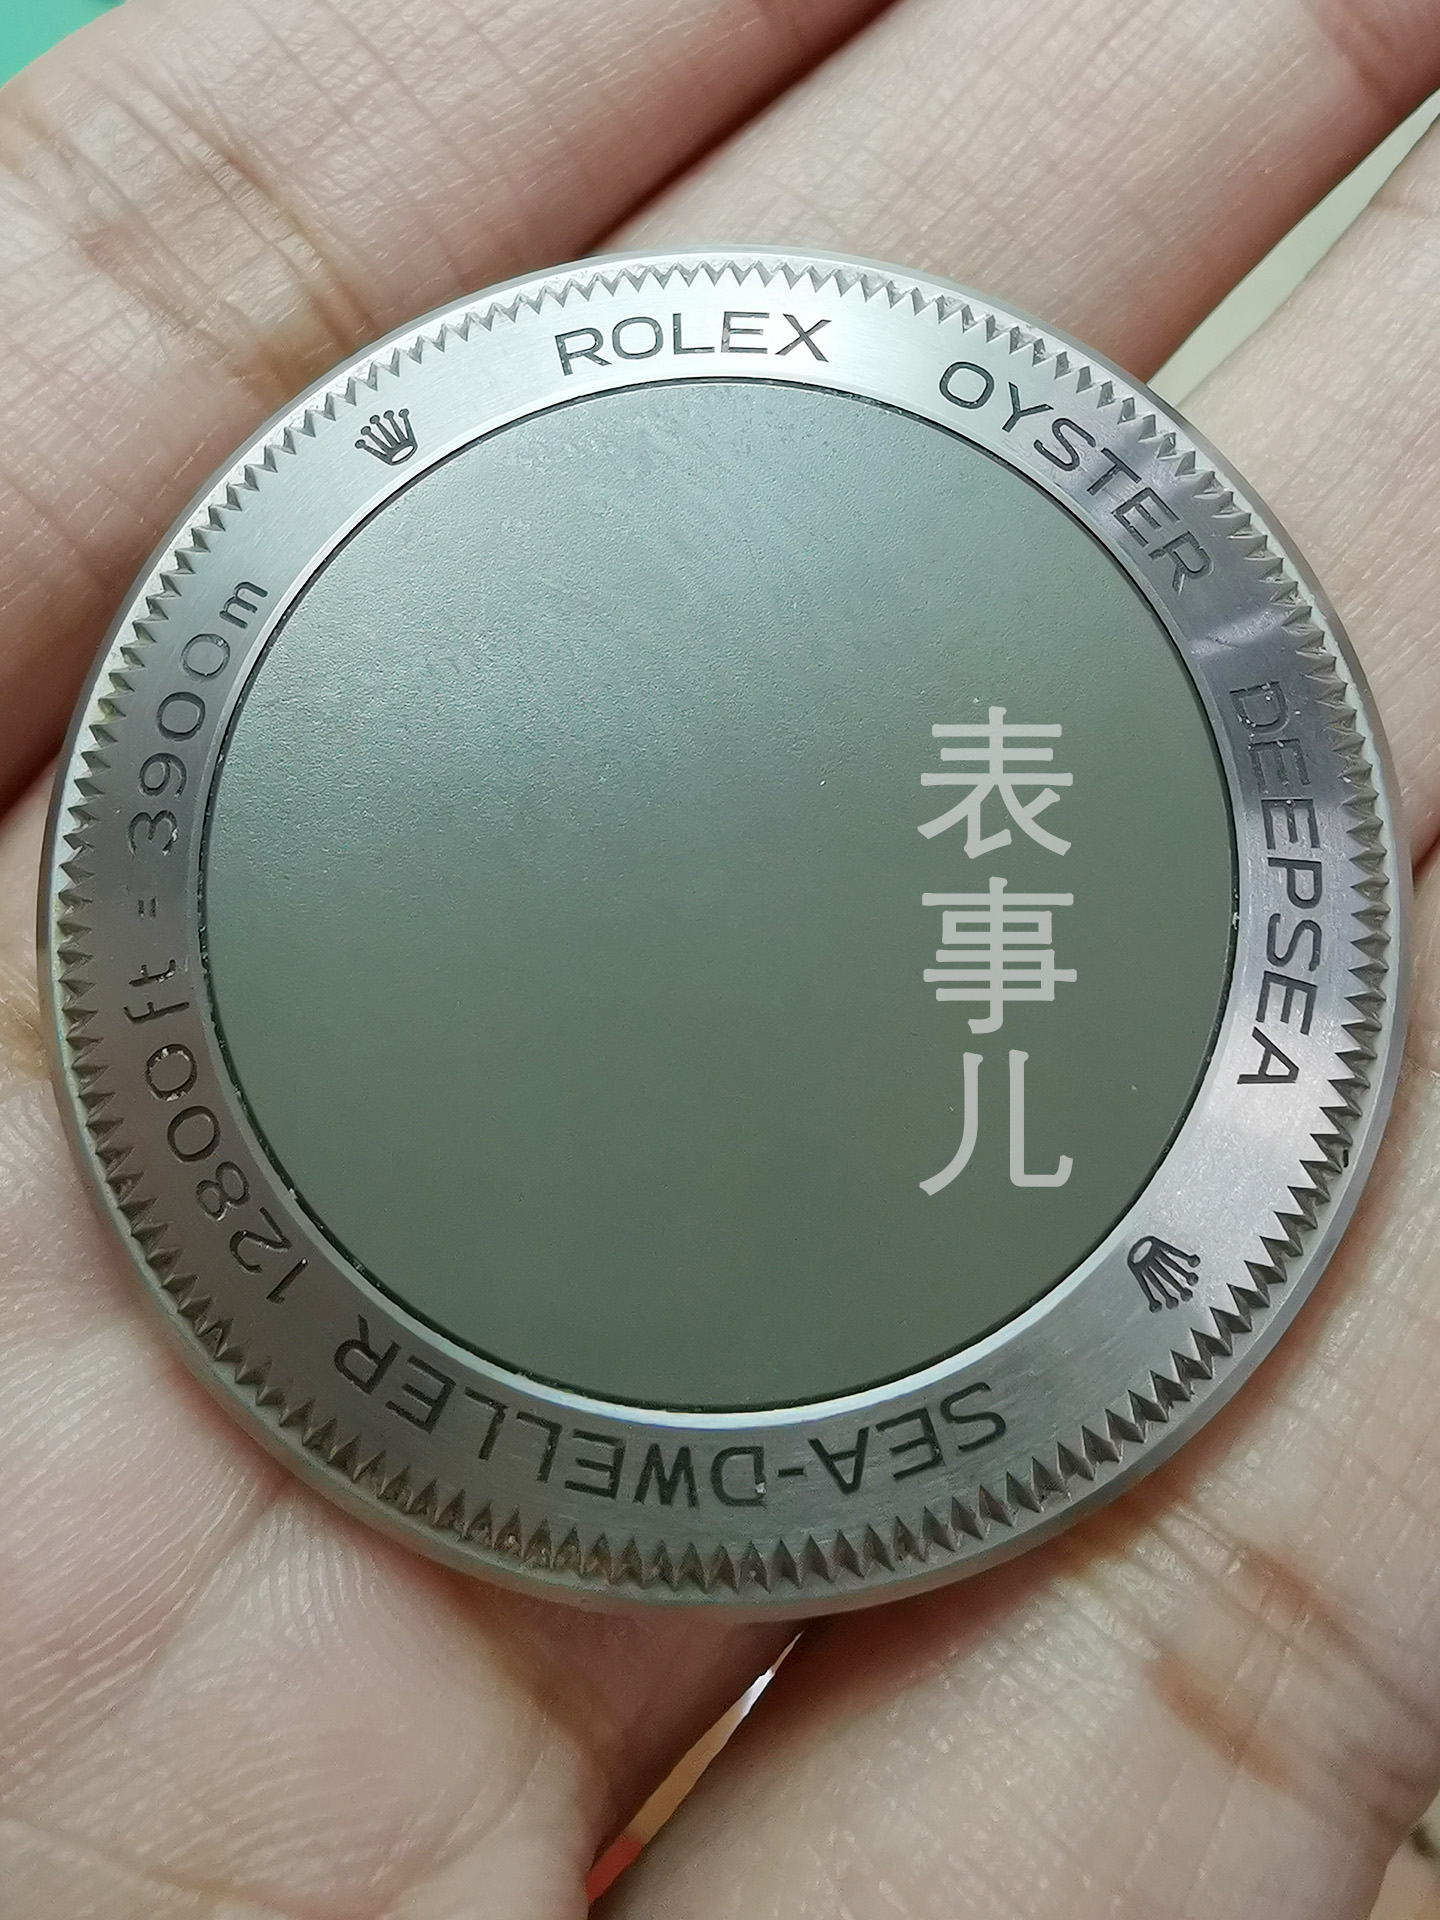 ROLEX OYSTER DEEPSEA
SEA-DWELLER 12800ft = 3900m
表事儿